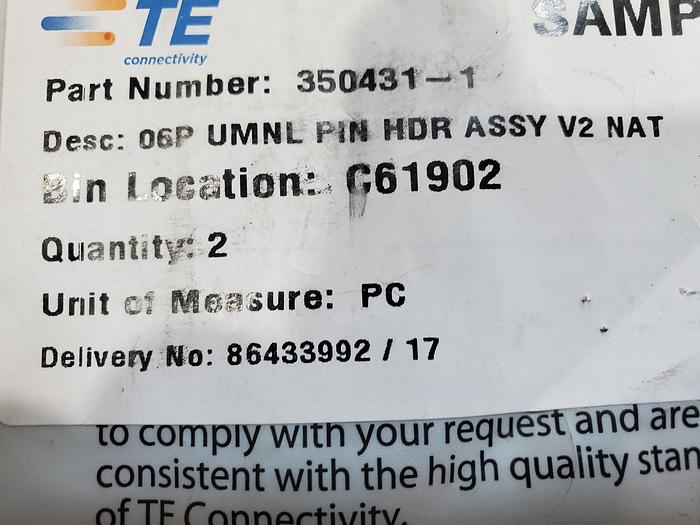 TE
SAMP
connectivity
Part Number: 350431-1
Desc: 06P UMNL PIN HDR ASSY V2 NAT
Bin Location: C61902
Quantity: 2
Unit of Measure: PC
Delivery No: 86433992 / 17
to comply with your request and are
consistent with the high quality stan
of TE Connectivity.